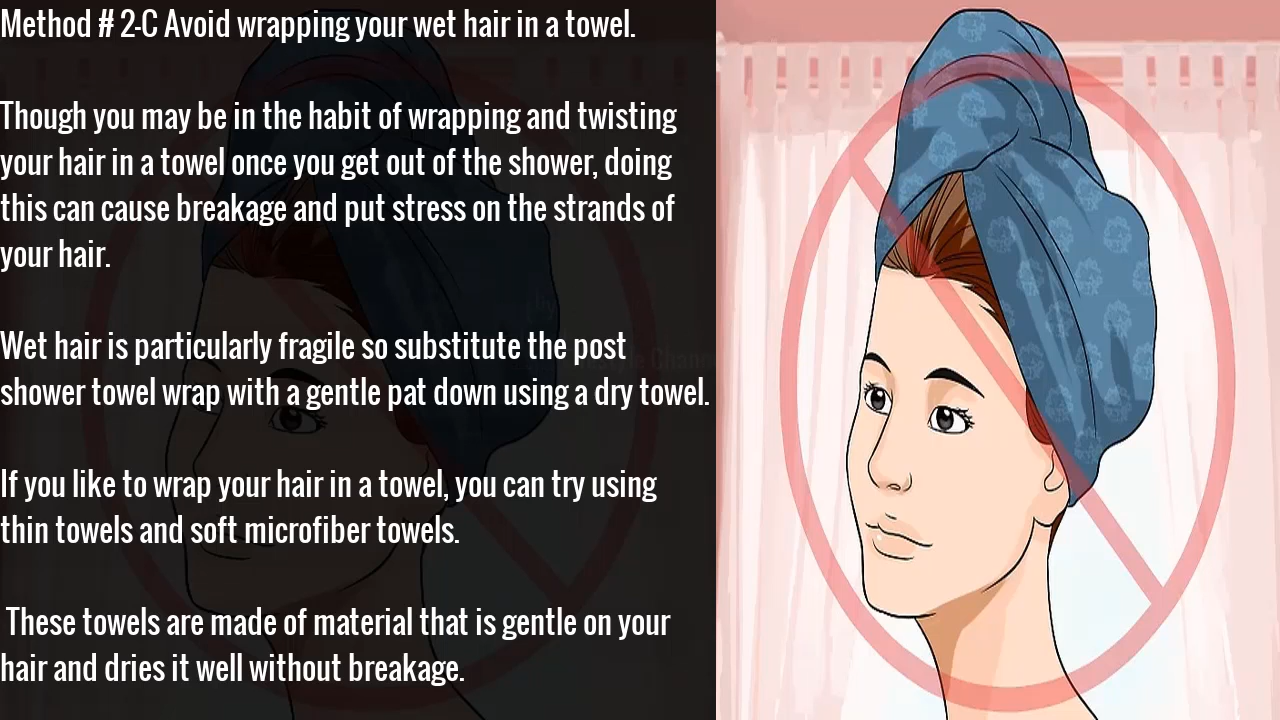 Method # 2-C Avoid wrapping your wet hair in a towel.
Though you may be in the habit of wrapping and twisting
your hair in a towel once you get out of the shower, doing
this can cause breakage and put stress on the strands of
your hair.
Wet hair is particularly fragile so substitute the post
shower towel wrap with a gentle pat down using a dry towel.
If you like to wrap your hair in a towel, you can try using
thin towels and soft microfiber towels.
These towels are made of material that is gentle on your
hair and dries it well without breakage.